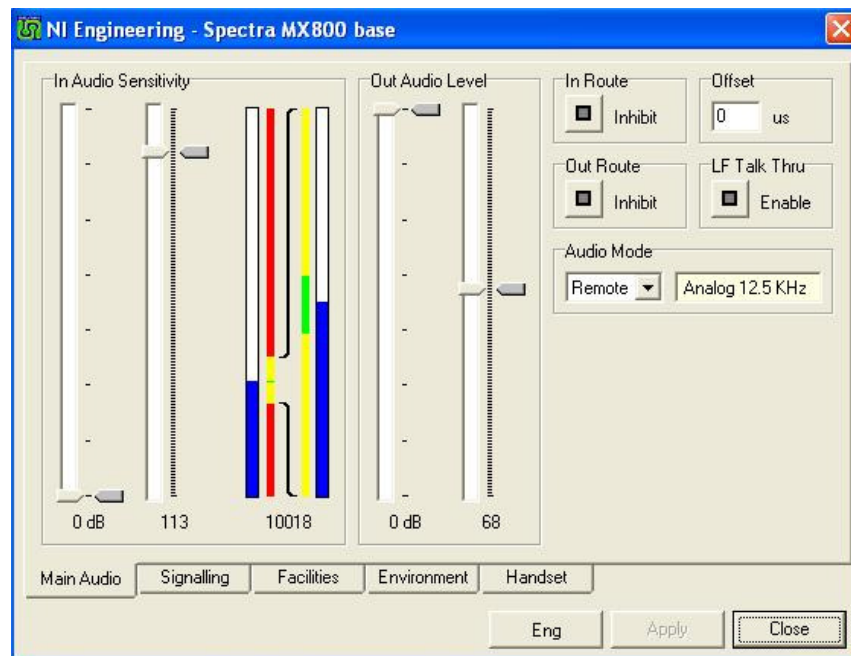 NI Engineering - Spectra MX800 base
In Audio Sensitivity
0 dB
113
10018
Out Audio Level
0 dB
68
In Route
Inhibit
Offset
0 us
Out Route
Inhibit
LF Talk Thru
Enable
Audio Mode
Remote
Analog 12.5 KHz
Main Audio
Signalling
Facilities
Environment
Handset
Eng
Apply
Close